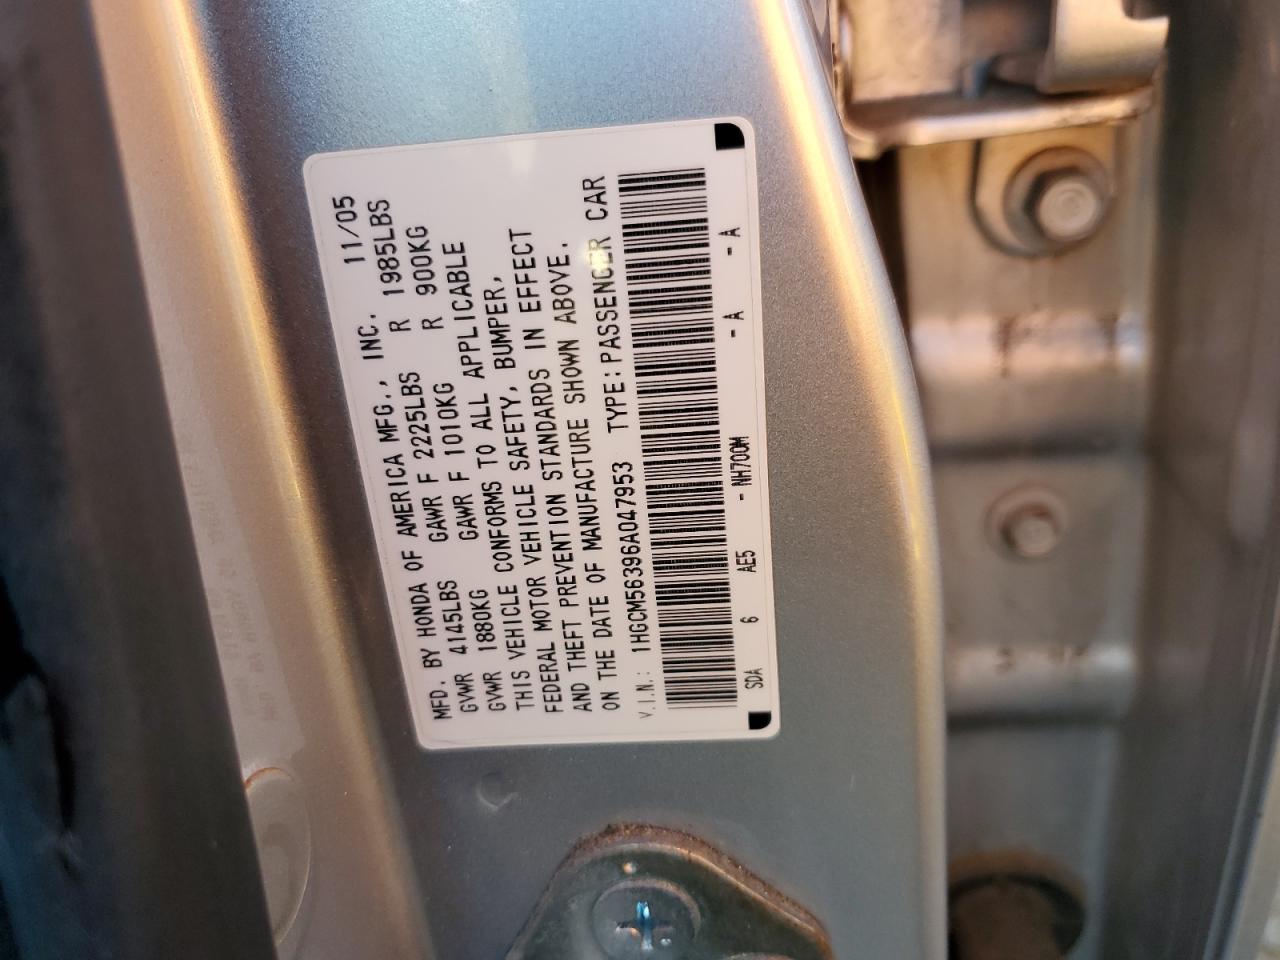 MFD. BY HONDA OF AMERICA MFG., INC. 11/05
GVWR 4145LBS GAWR F 2225LBS R 1985LBS
GVWR 1880KG GAWR F 1010KG R 900KG
THIS VEHICLE CONFORMS TO ALL APPLICABLE
FEDERAL MOTOR VEHICLE SAFETY, BUMPER,
AND THEFT PREVENTION STANDARDS IN EFFECT
ON THE DATE OF MANUFACTURE SHOWN ABOVE.
V.I.N.: 1HGCM56396A047953 TYPE:PASSENGER CAR
SDA 6 AE5 - NH700M - A - A